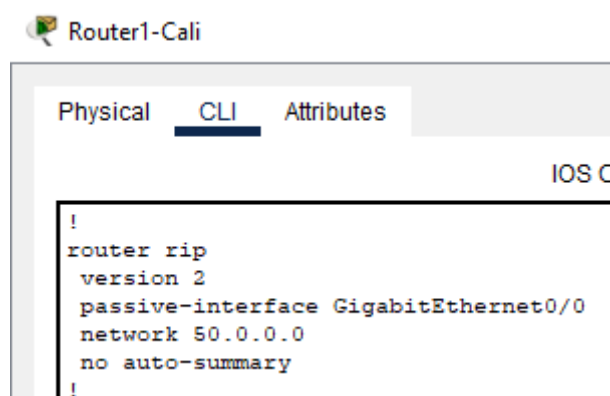 Router1-Cali
Physical CLI Attributes
IOS C
!
router rip
version 2
passive-interface GigabitEthernet0/0
network 50.0.0.0
no auto-summary
!